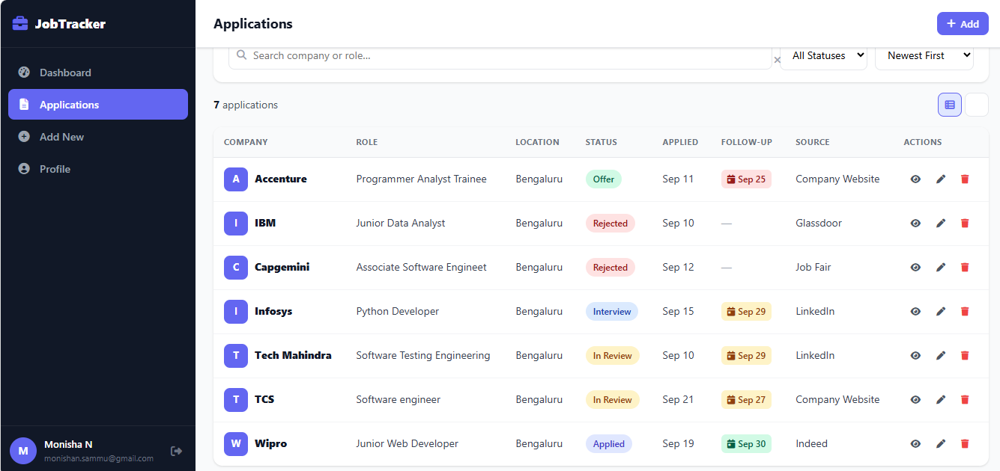 JobTracker
Applications
+ Add
Dashboard
Applications
Add New
Profile
Search company or role...
×
All Statuses
Newest First
7 applications
COMPANY ROLE LOCATION STATUS APPLIED FOLLOW-UP SOURCE ACTIONS
A Accenture Programmer Analyst Trainee Bengaluru Offer Sep 11 Sep 25 Company Website
I IBM Junior Data Analyst Bengaluru Rejected Sep 10 — Glassdoor
C Capgemini Associate Software Engineet Bengaluru Rejected Sep 12 — Job Fair
I Infosys Python Developer Bengaluru Interview Sep 15 Sep 29 LinkedIn
T Tech Mahindra Software Testing Engineering Bengaluru In Review Sep 10 Sep 29 LinkedIn
T TCS Software engineer Bengaluru In Review Sep 21 Sep 27 Company Website
W Wipro Junior Web Developer Bengaluru Applied Sep 19 Sep 30 Indeed
M
Monisha N
monishan.sammu@gmail.com